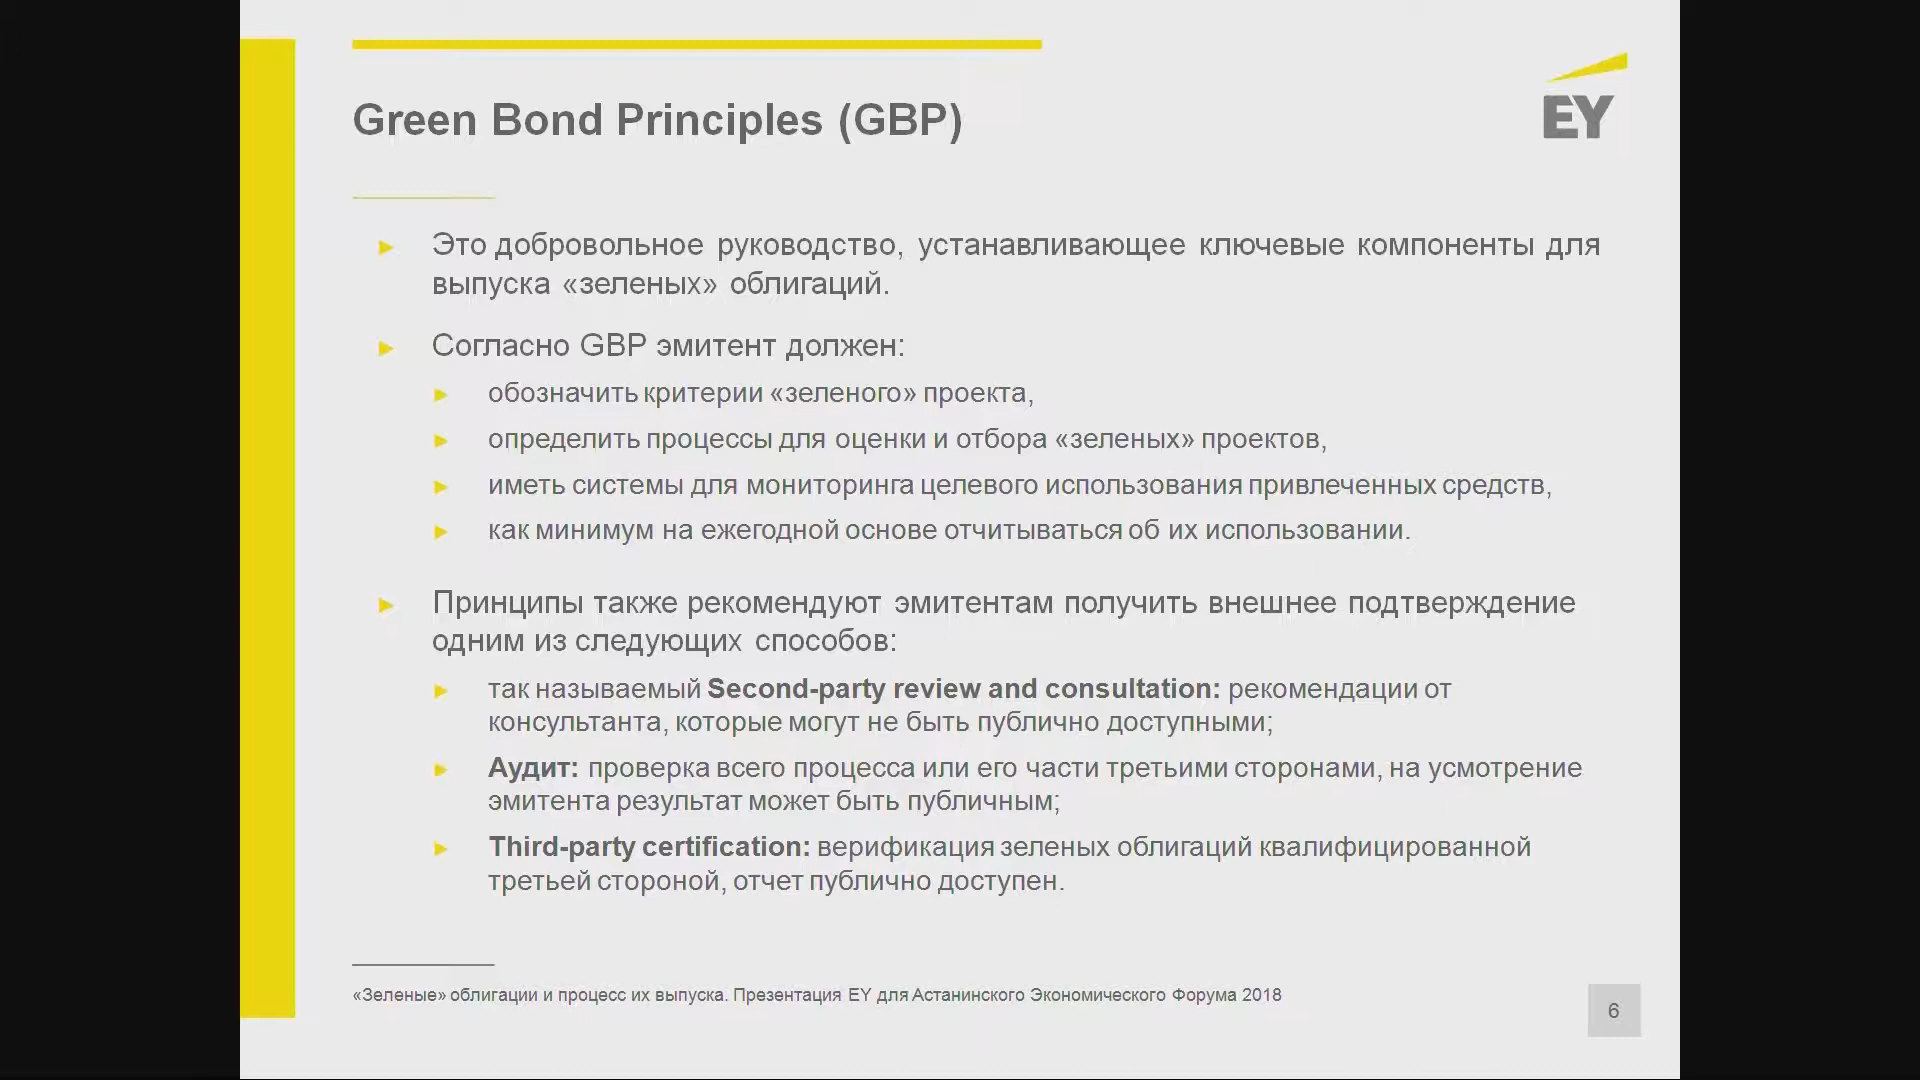 Green Bond Principles (GBP)
EY
Это добровольное руководство, устанавливающее ключевые компоненты для
выпуска «зеленых» облигаций.
Согласно GBP эмитент должен:
обозначить критерии «зеленого» проекта,
определить процессы для оценки и отбора «зеленых» проектов,
иметь системы для мониторинга целевого использования привлеченных средств,
как минимум на ежегодной основе отчитываться об их использовании.
Принципы также рекомендуют эмитентам получить внешнее подтверждение
одним из следующих способов:
так называемый Second-party review and consultation: рекомендации от
консультанта, которые могут не быть публично доступными;
Аудит: проверка всего процесса или его части третьими сторонами, на усмотрение
эмитента результат может быть публичным;
Third-party certification: верификация зеленых облигаций квалифицированной
третьей стороной, отчет публично доступен.
«Зеленые» облигации и процесс их выпуска. Презентация EY для Астанинского Экономического Форума 2018
6